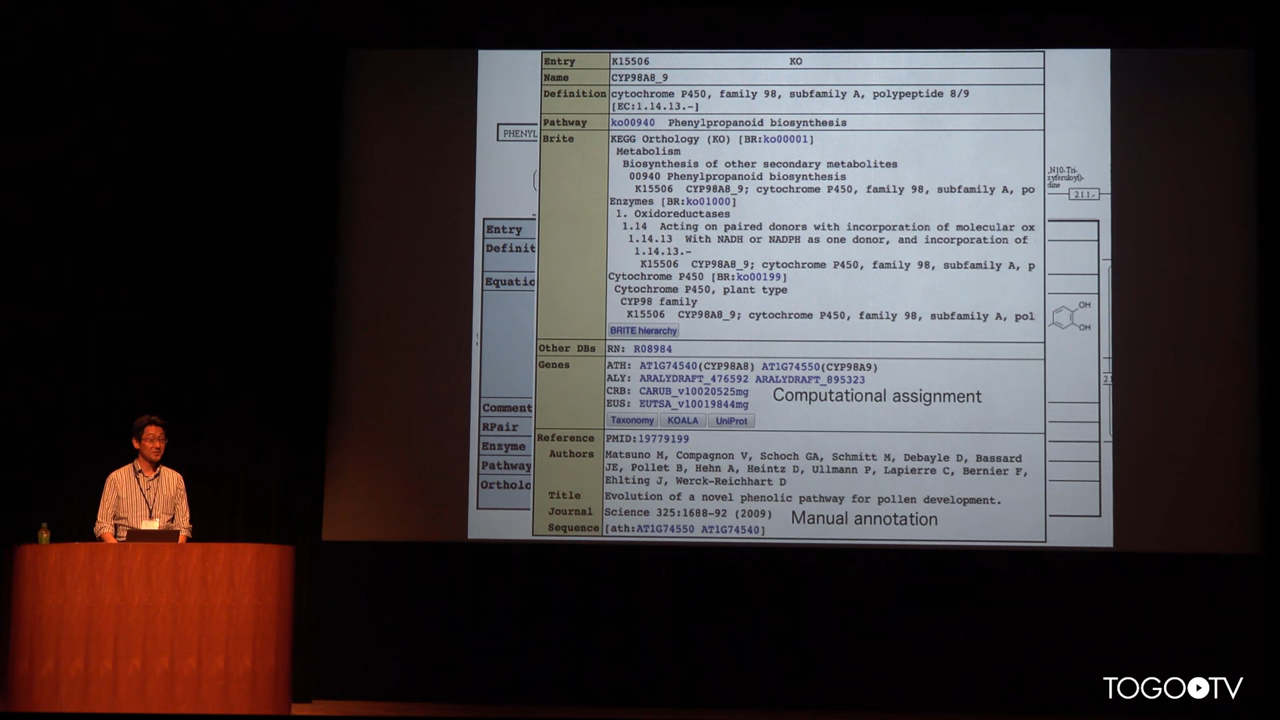 Entry K15506 KO
Name CYP98A8_9
Definition cytochrome P450, family 98, subfamily A, polypeptide 8/9
[EC:1.14.13.-]
Pathway ko00940 Phenylpropanoid biosynthesis
Brite KEGG Orthology (KO) [BR:ko00001]
Metabolism
Biosynthesis of other secondary metabolites
00940 Phenylpropanoid biosynthesis
K15506 CYP98A8_9; cytochrome P450, family 98, subfamily A, po
Enzymes [BR:ko01000]
1. Oxidoreductases
1.14 Acting on paired donors with incorporation of molecular ox
1.14.13 With NADH or NADPH as one donor, and incorporation of
1.14.13.-
K15506 CYP98A8_9; cytochrome P450, family 98, subfamily A, p
Cytochrome P450 [BR:ko00199]
Cytochrome P450, plant type
CYP98 family
K15506 CYP98A8_9; cytochrome P450, family 98, subfamily A, pol
BRITE hierarchy
Other DBs RN: R08984
Genes ATH: AT1G74540(CYP98A8) AT1G74550(CYP98A9)
ALY: ARALYDRAFT_476592 ARALYDRAFT_895323
CRB: CARUB_v10020525mg
EUS: EUTSA_v10019844mg
Computational assignment
Taxonomy KOALA UniProt
Reference PMID:19779199
Authors Matsuno M, Compagnon V, Schoch GA, Schmitt M, Debayle D, Bassard
JE, Pollet B, Hehn A, Heintz D, Ullmann P, Lapierre C, Bernier F,
Ehlting J, Werck-Reichhart D
Title Evolution of a novel phenolic pathway for pollen development.
Journal Science 325:1688-92 (2009)
Manual annotation
Sequence [ath:AT1G74550 AT1G74540]
PHENYL
Entry
Definit
Equatio
Comment
RPair
Enzyme
Pathway
Ortholo
,N10-Tri-
2.1.1.-
OH
OH
TOGO TV